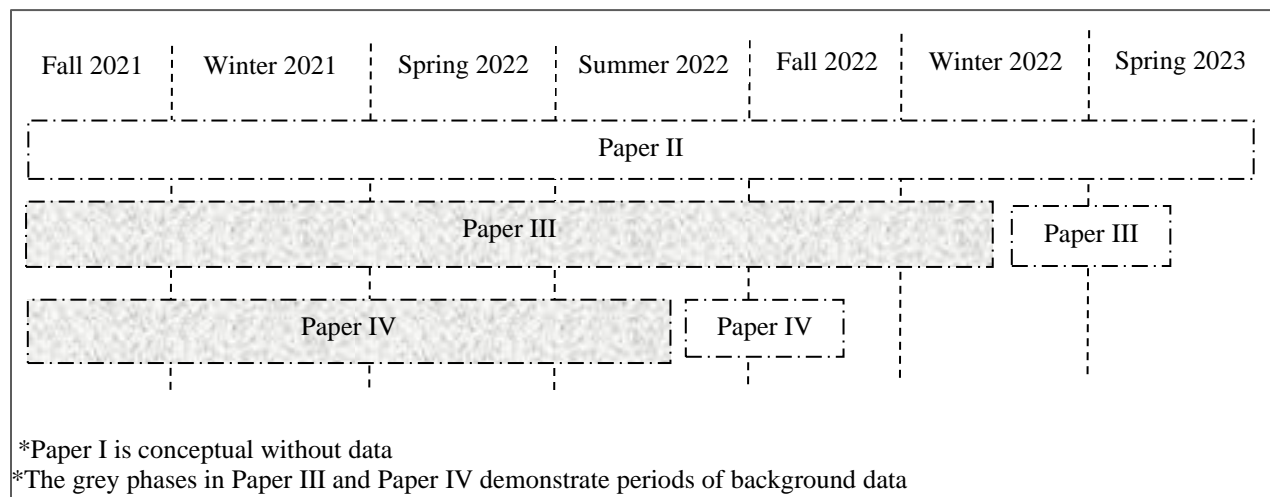 Fall 2021 Winter 2021 Spring 2022 Summer 2022 Fall 2022 Winter 2022 Spring 2023
Paper II
Paper III Paper III
Paper IV Paper IV
*Paper I is conceptual without data
*The grey phases in Paper III and Paper IV demonstrate periods of background data